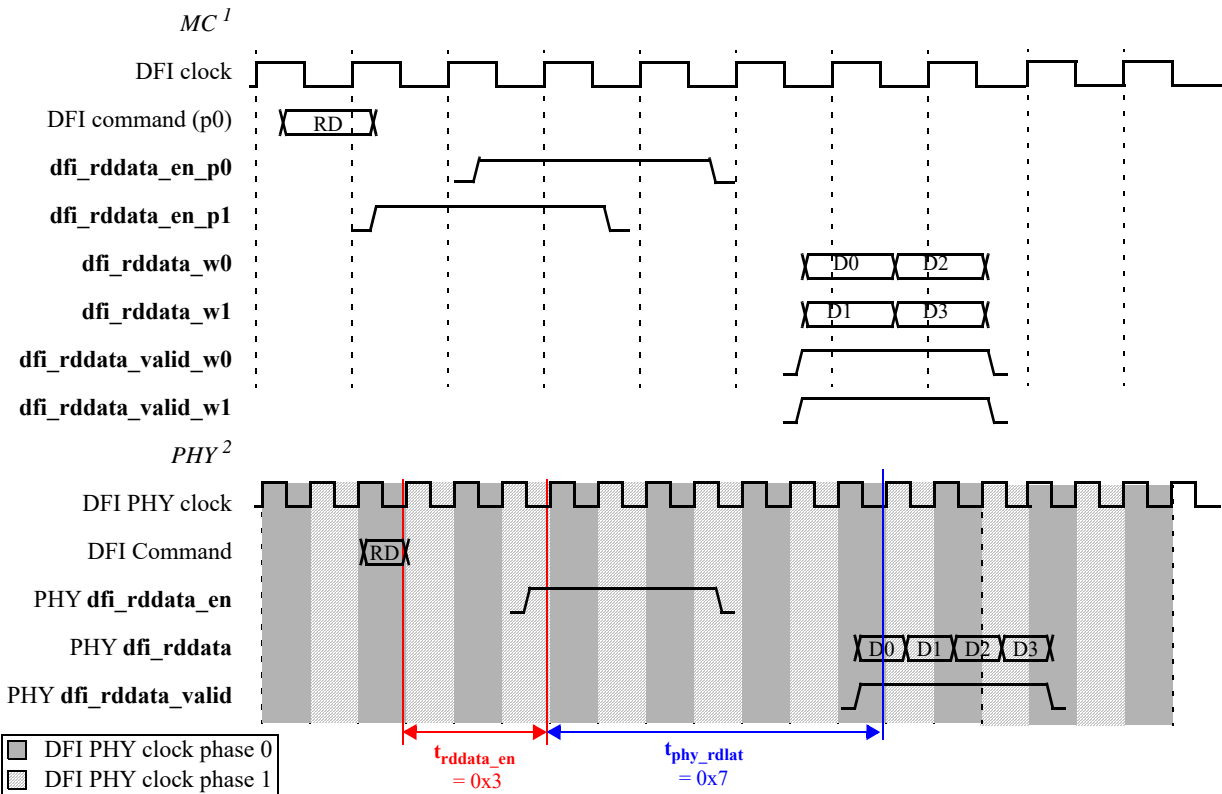 MC 1
DFI clock
DFI command (p0) RD
dfi_rddata_en_p0
dfi_rddata_en_p1
dfi_rddata_w0 D0 D2
dfi_rddata_w1 D1 D3
dfi_rddata_valid_w0
dfi_rddata_valid_w1
PHY 2
DFI PHY clock
DFI Command RD
PHY dfi_rddata_en
PHY dfi_rddata D0 D1 D2 D3
PHY dfi_rddata_valid
DFI PHY clock phase 0
DFI PHY clock phase 1
trddata_en
= 0x3
tphy_rdlat
= 0x7